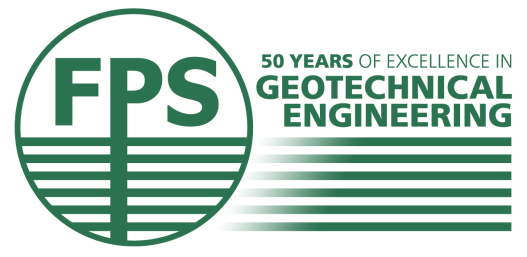 FPS
50 YEARS OF EXCELLENCE IN
GEOTECHNICAL
ENGINEERING